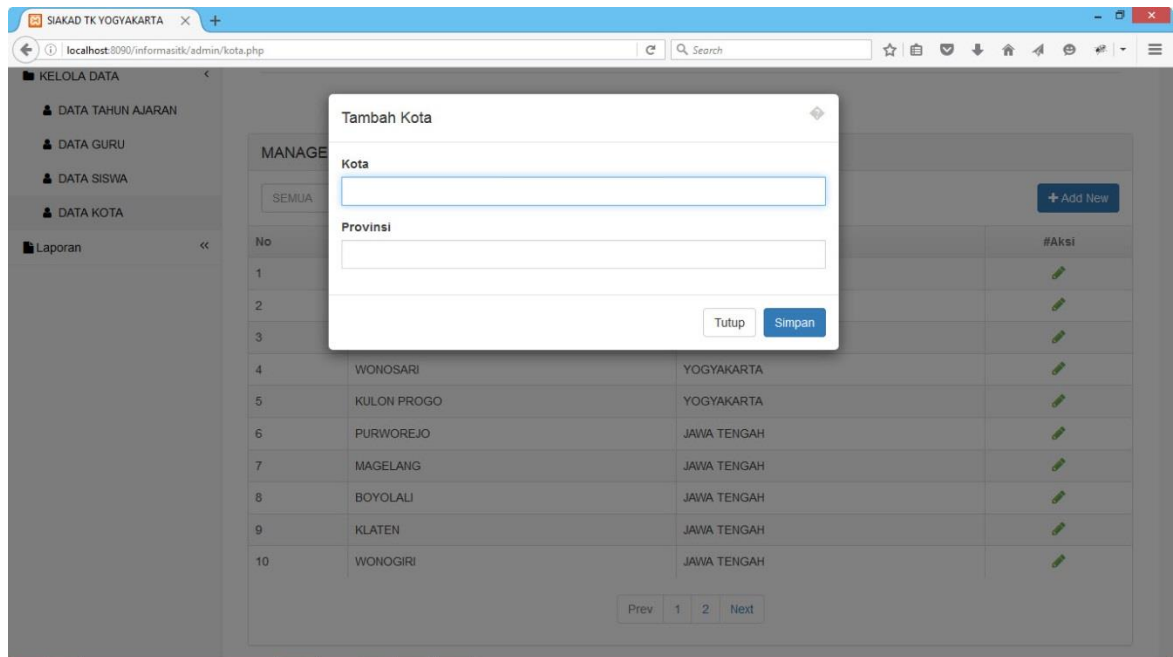 SIAKAD TK YOGYAKARTA
localhost:8090/informasitk/admin/kota.php
Search
KELOLA DATA
DATA TAHUN AJARAN
DATA GURU
DATA SISWA
DATA KOTA
Laporan
Tambah Kota
Kota
Provinsi
Tutup Simpan
MANAGE
SEMUA + Add New
No #Aksi
1
2
3
4 WONOSARI YOGYAKARTA
5 KULON PROGO YOGYAKARTA
6 PURWOREJO JAWA TENGAH
7 MAGELANG JAWA TENGAH
8 BOYOLALI JAWA TENGAH
9 KLATEN JAWA TENGAH
10 WONOGIRI JAWA TENGAH
Prev 1 2 Next